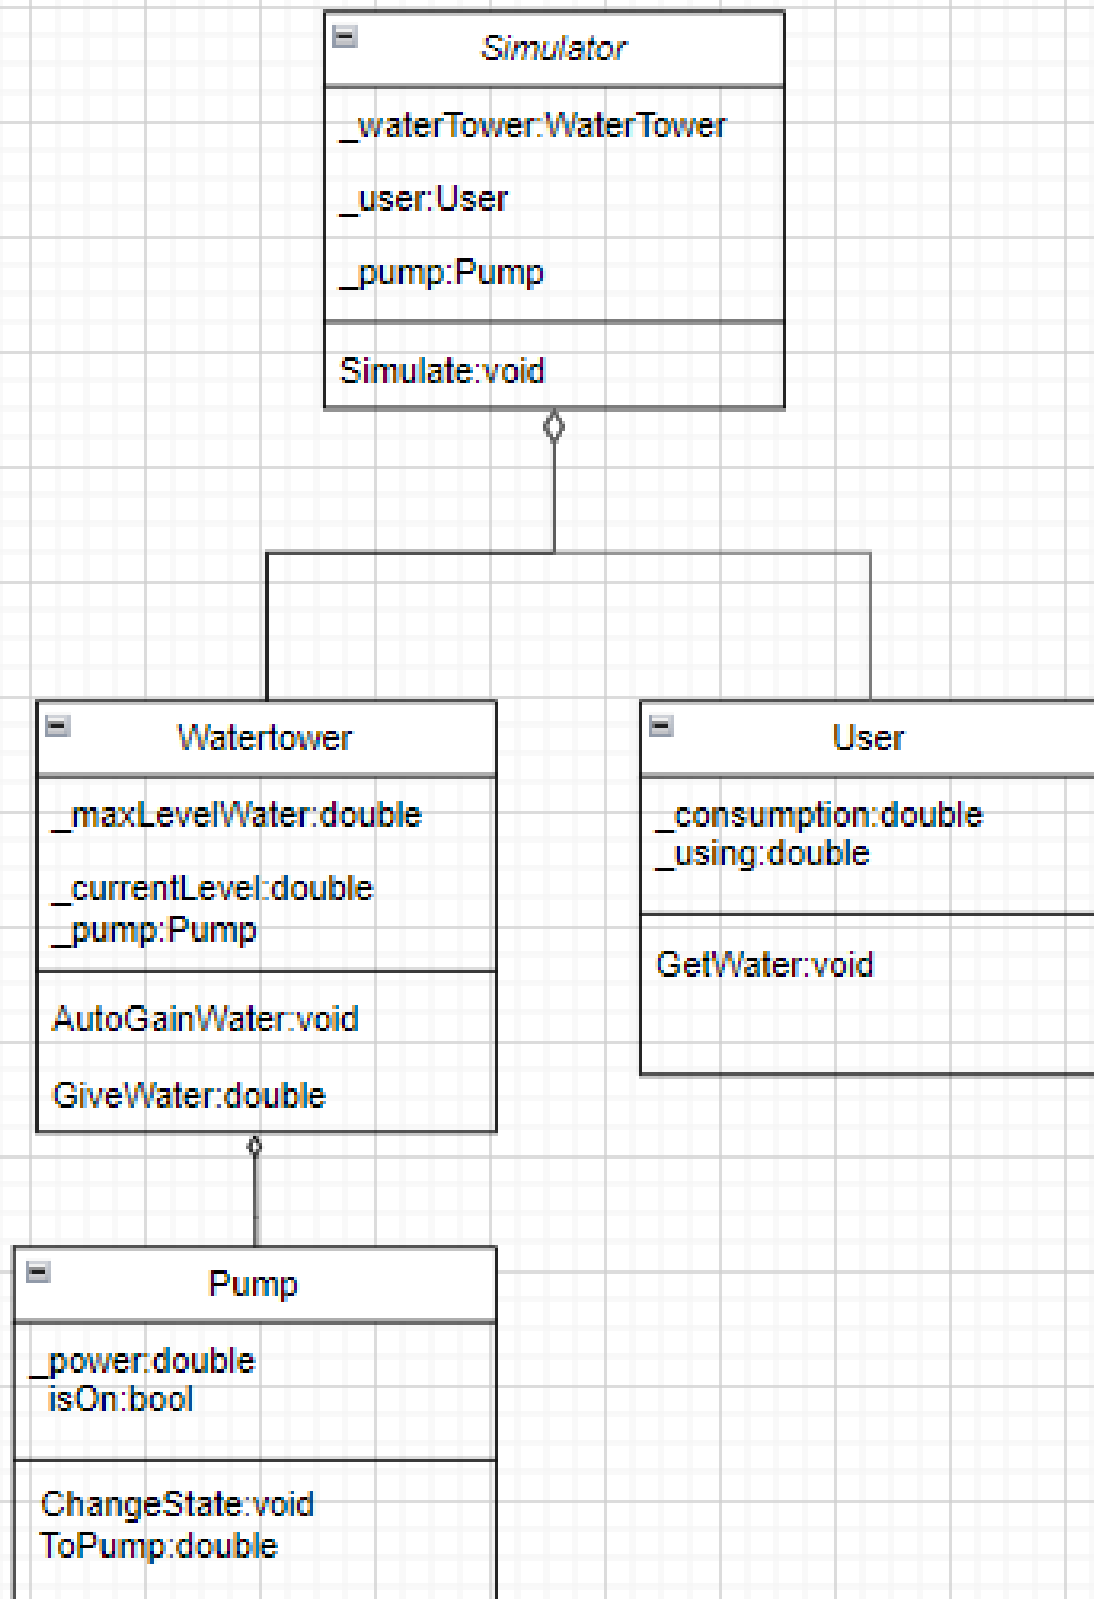 Simulator
_waterTower:WaterTower
_user:User
_pump:Pump
Simulate:void
Watertower
_maxLevelWater:double
_currentLevel:double
_pump:Pump
AutoGainWater:void
GiveWater:double
User
_consumption:double
_using:double
GetWater:void
Pump
_power:double
isOn:bool
ChangeState:void
ToPump:double